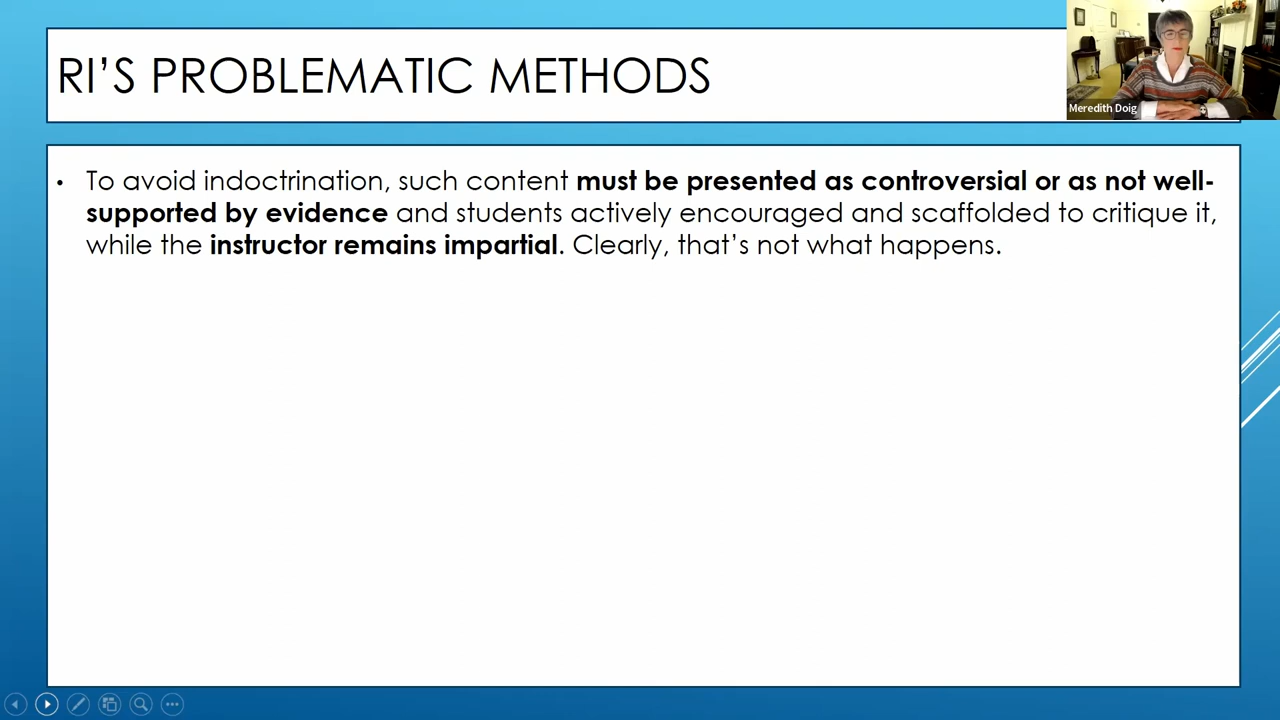 RI'S PROBLEMATIC METHODS
Meredith Doig
• To avoid indoctrination, such content must be presented as controversial or as not well-
supported by evidence and students actively encouraged and scaffolded to critique it,
while the instructor remains impartial. Clearly, that's not what happens.